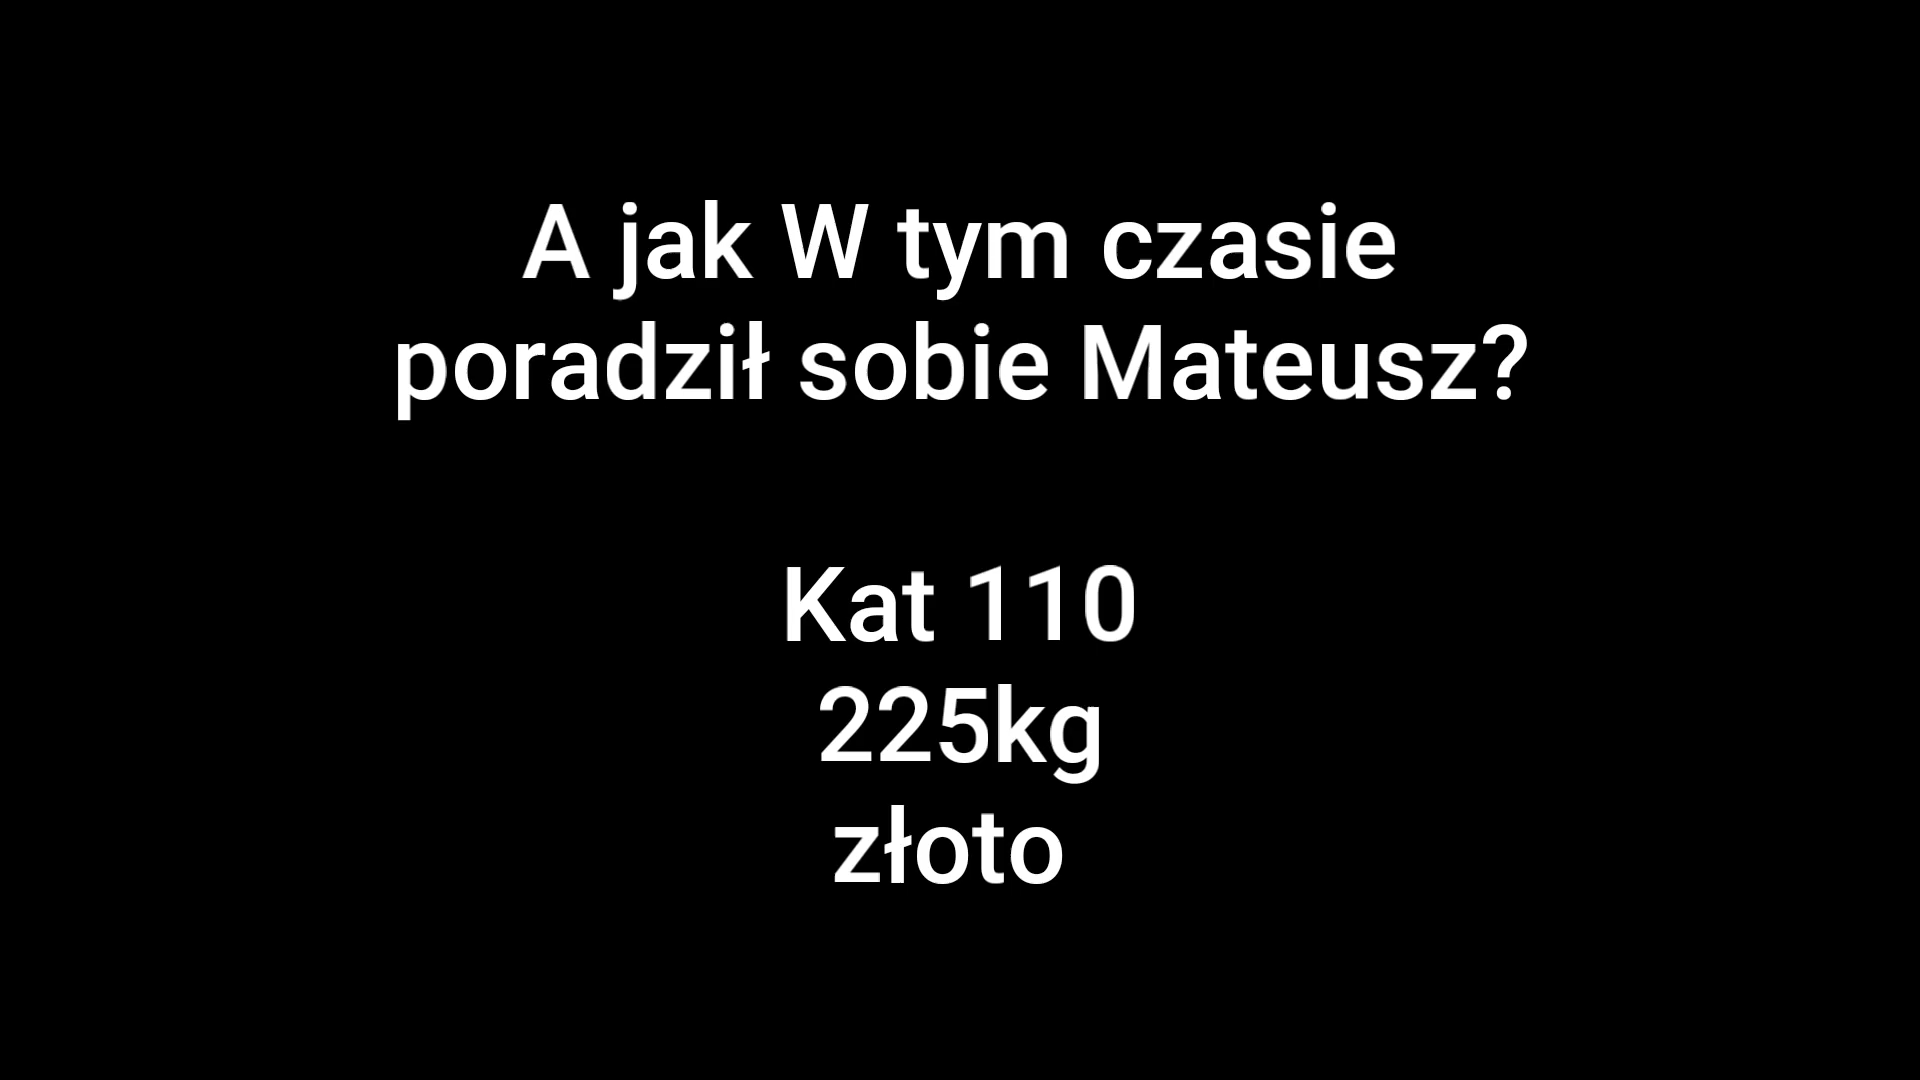 A jak W tym czasie
poradził sobie Mateusz?
Kat 110
225kg
złoto